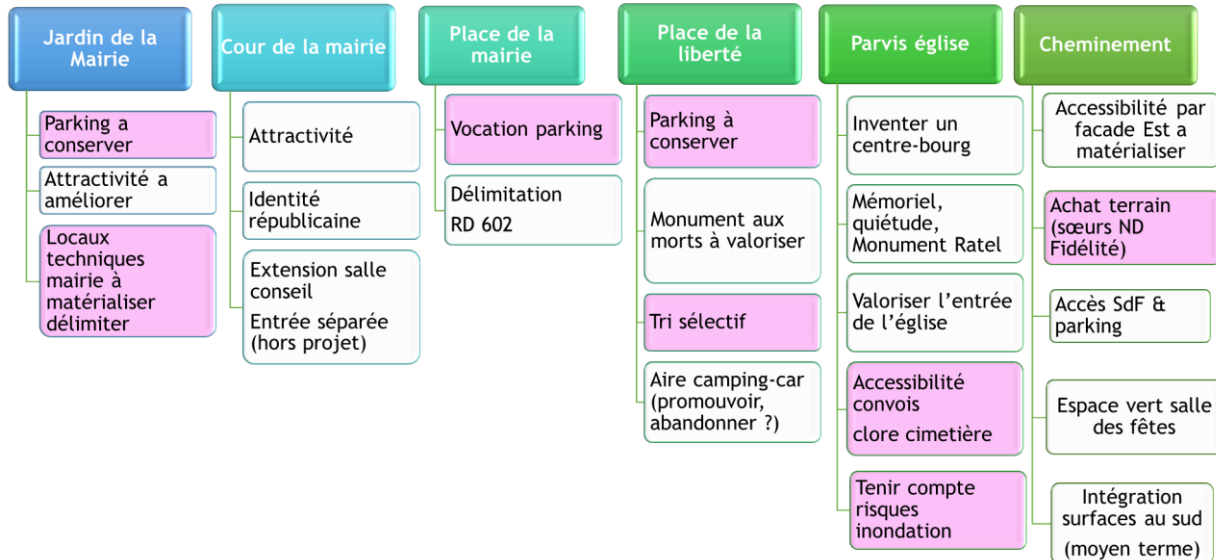 Jardin de la
Mairie
Parking a
conserver
Attractivité a
améliorer
Locaux
techniques
mairie à
matérialiser
délimiter
Cour de la mairie
Attractivité
Identité
républicaine
Extension salle
conseil
Entrée séparée
(hors projet)
Place de la
mairie
Vocation parking
Délimitation
RD 602
Place de la
liberté
Parking à
conserver
Monument aux
morts à valoriser
Tri sélectif
Aire camping-car
(promouvoir,
abandonner ?)
Parvis église
Inventer un
centre-bourg
Mémoriel,
quiétude,
Monument Ratel
Valoriser l’entrée
de l’église
Accessibilité
convois
clore cimetière
Tenir compte
risques
inondation
Cheminement
Accessibilité par
facade Est a
matérialiser
Achat terrain
(sœurs ND
Fidélité)
Accès SdF &
parking
Espace vert salle
des fêtes
Intégration
surfaces au sud
(moyen terme)